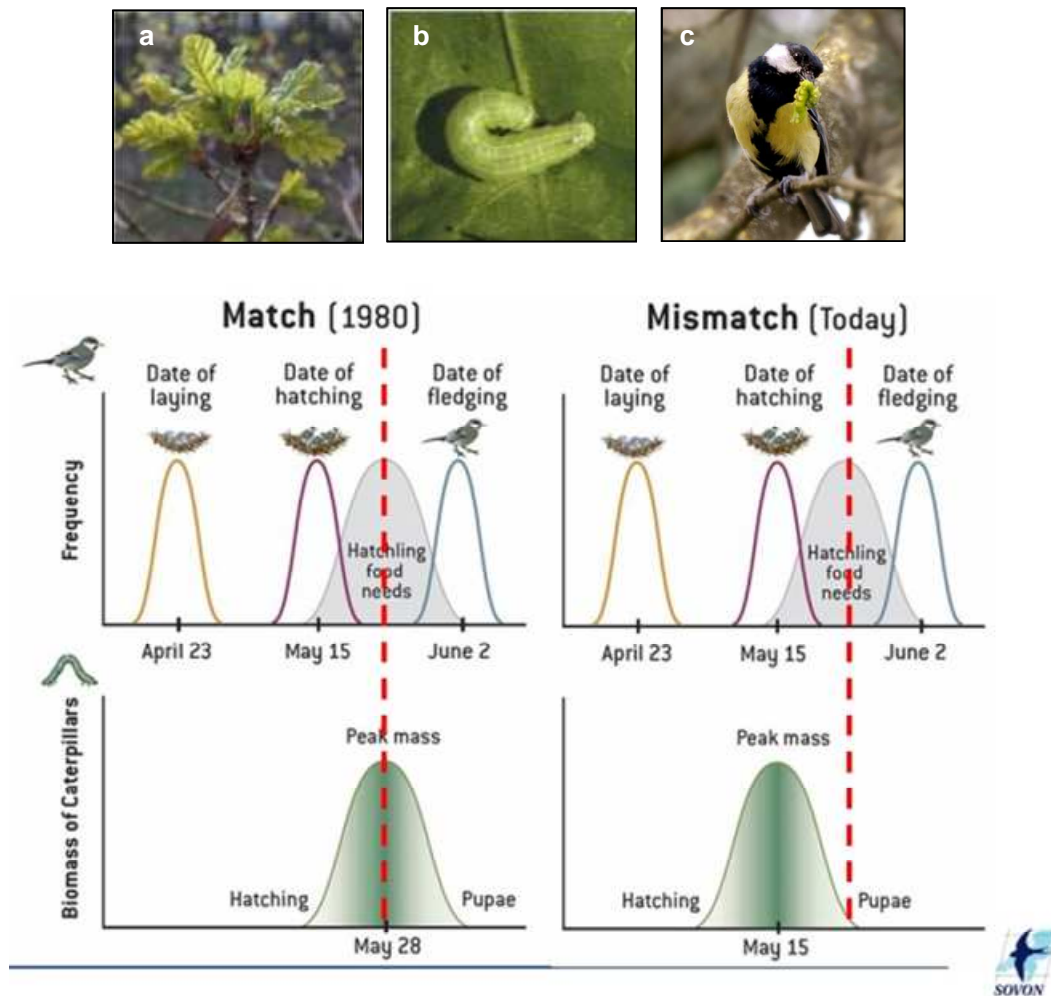 a
b
c
Match (1980)
Date of
laying
Date of
hatching
Date of
fledging
Frequency
Hatchling
food
needs
April 23
May 15
June 2
Biomass of Caterpillars
Peak mass
Hatching
Pupae
May 28
Mismatch (Today)
Date of
laying
Date of
hatching
Date of
fledging
Hatchling
food
needs
April 23
May 15
June 2
Peak mass
Hatching
Pupae
May 15
SOVON